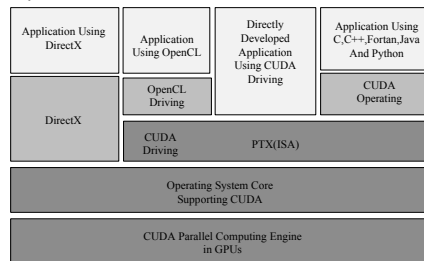 Application Using
DirectX
Application
Using OpenCL
Directly
Developed
Application
Using CUDA
Driving
Application Using
C,C++,Fortan,Java
And Python
DirectX
OpenCL
Driving
CUDA
Operating
CUDA
Driving
PTX(ISA)
Operating System Core
Supporting CUDA
CUDA Parallel Computing Engine
in GPUs